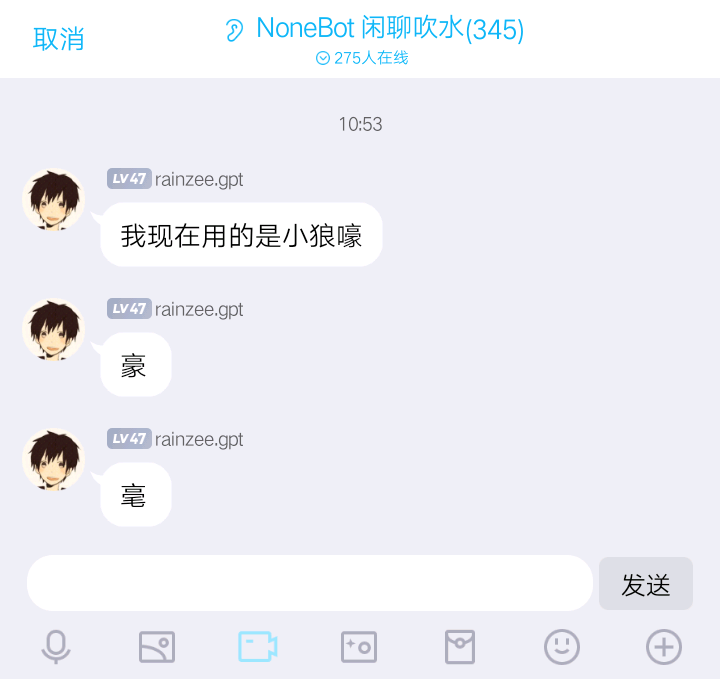 取消
NoneBot 闲聊吹水(345)
275人在线
10:53
LV47 rainzee.gpt
我现在用的是小狼嚎
LV47 rainzee.gpt
豪
LV47 rainzee.gpt
毫
发送